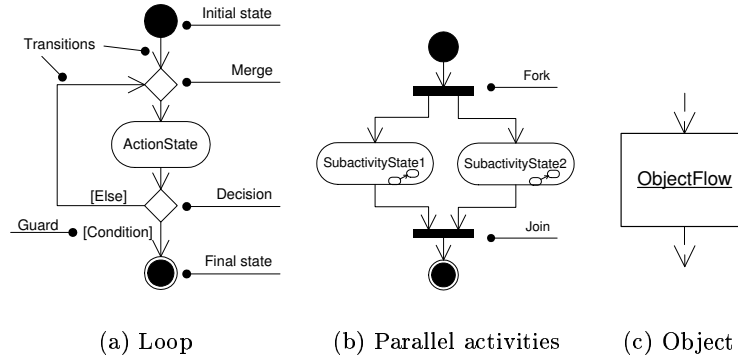 Initial state
Transitions
Merge
ActionState
[Else]
Decision
Guard
[Condition]
Final state
(a) Loop
Fork
SubactivityState1
SubactivityState2
Join
(b) Parallel activities
ObjectFlow
(c) Object